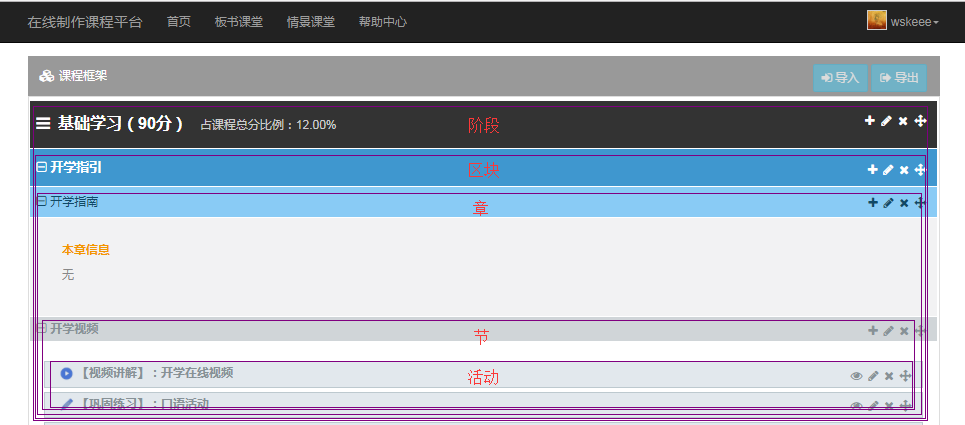 在线制作课程平台 首页 板书课堂 情景课堂 帮助中心 wskeee
课程框架 导入 导出
基础学习（90分） 占课程总分比例：12.00% 阶段
开学指引 区块
开学指南 章
本章信息
无
开学视频 节
【视频讲解】：开学在线视频 活动
【巩固练习】：口语活动